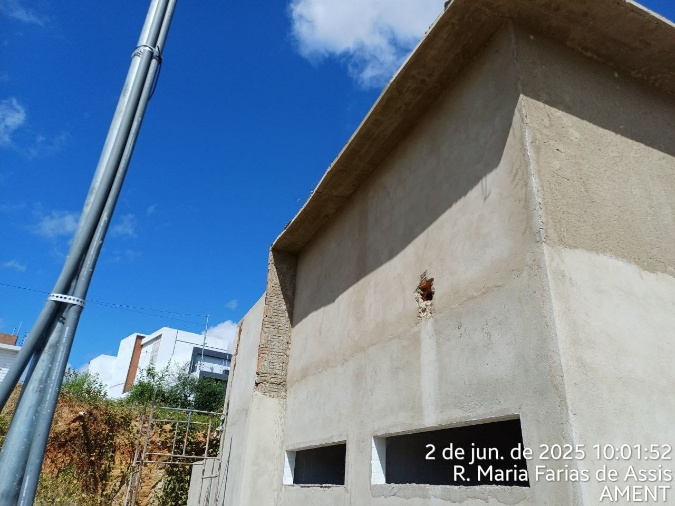 2 de jun. de 2025 10:01:52
R. Maria Farias de Assis
AMENT